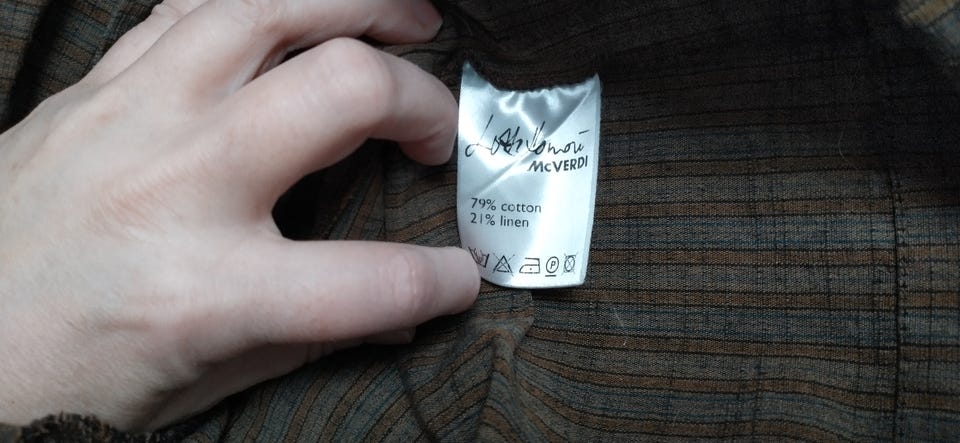 McVERDI
79% cotton
21% linen
P